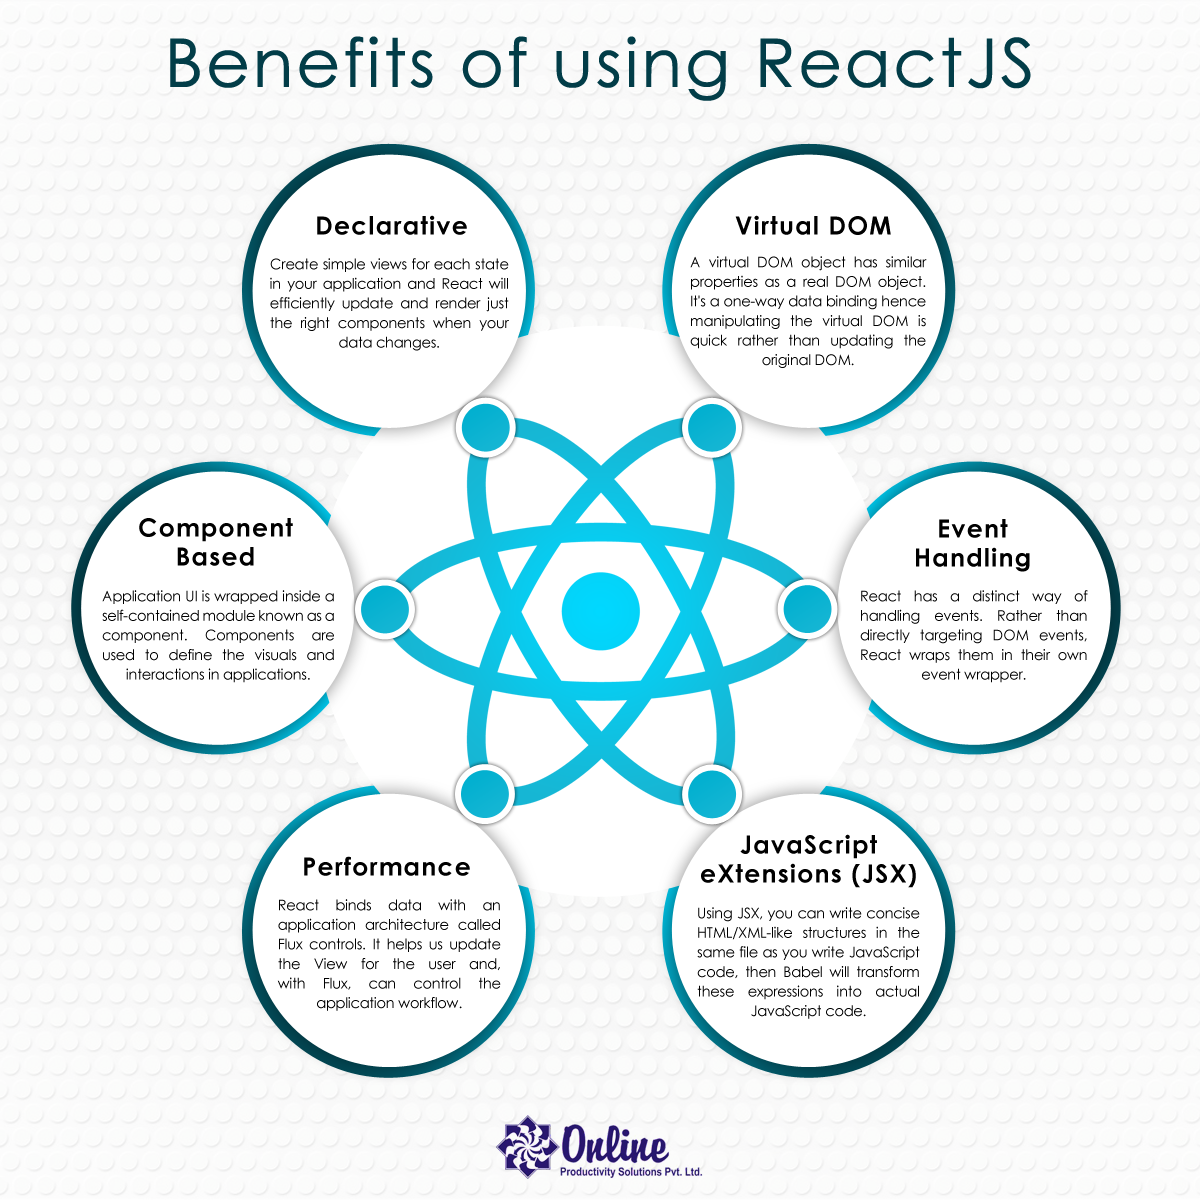 Benefits of using ReactJS
Declarative
Create simple views for each state
in your application and React will
efficiently update and render just
the right components when your
data changes.
Virtual DOM
A virtual DOM object has similar
properties as a real DOM object.
It's a one-way data binding hence
manipulating the virtual DOM is
quick rather than updating the
original DOM.
Component
Based
Application UI is wrapped inside a
self-contained module known as a
component. Components are
used to define the visuals and
interactions in applications.
Event
Handling
React has a distinct way of
handling events. Rather than
directly targeting DOM events,
React wraps them in their own
event wrapper.
Performance
React binds data with an
application architecture called
Flux controls. It helps us update
the View for the user and,
with Flux, can control the
application workflow.
JavaScript
eXtensions (JSX)
Using JSX, you can write concise
HTML/XML-like structures in the
same file as you write JavaScript
code, then Babel will transform
these expressions into actual
JavaScript code.
Online
Productivity Solutions Pvt. Ltd.